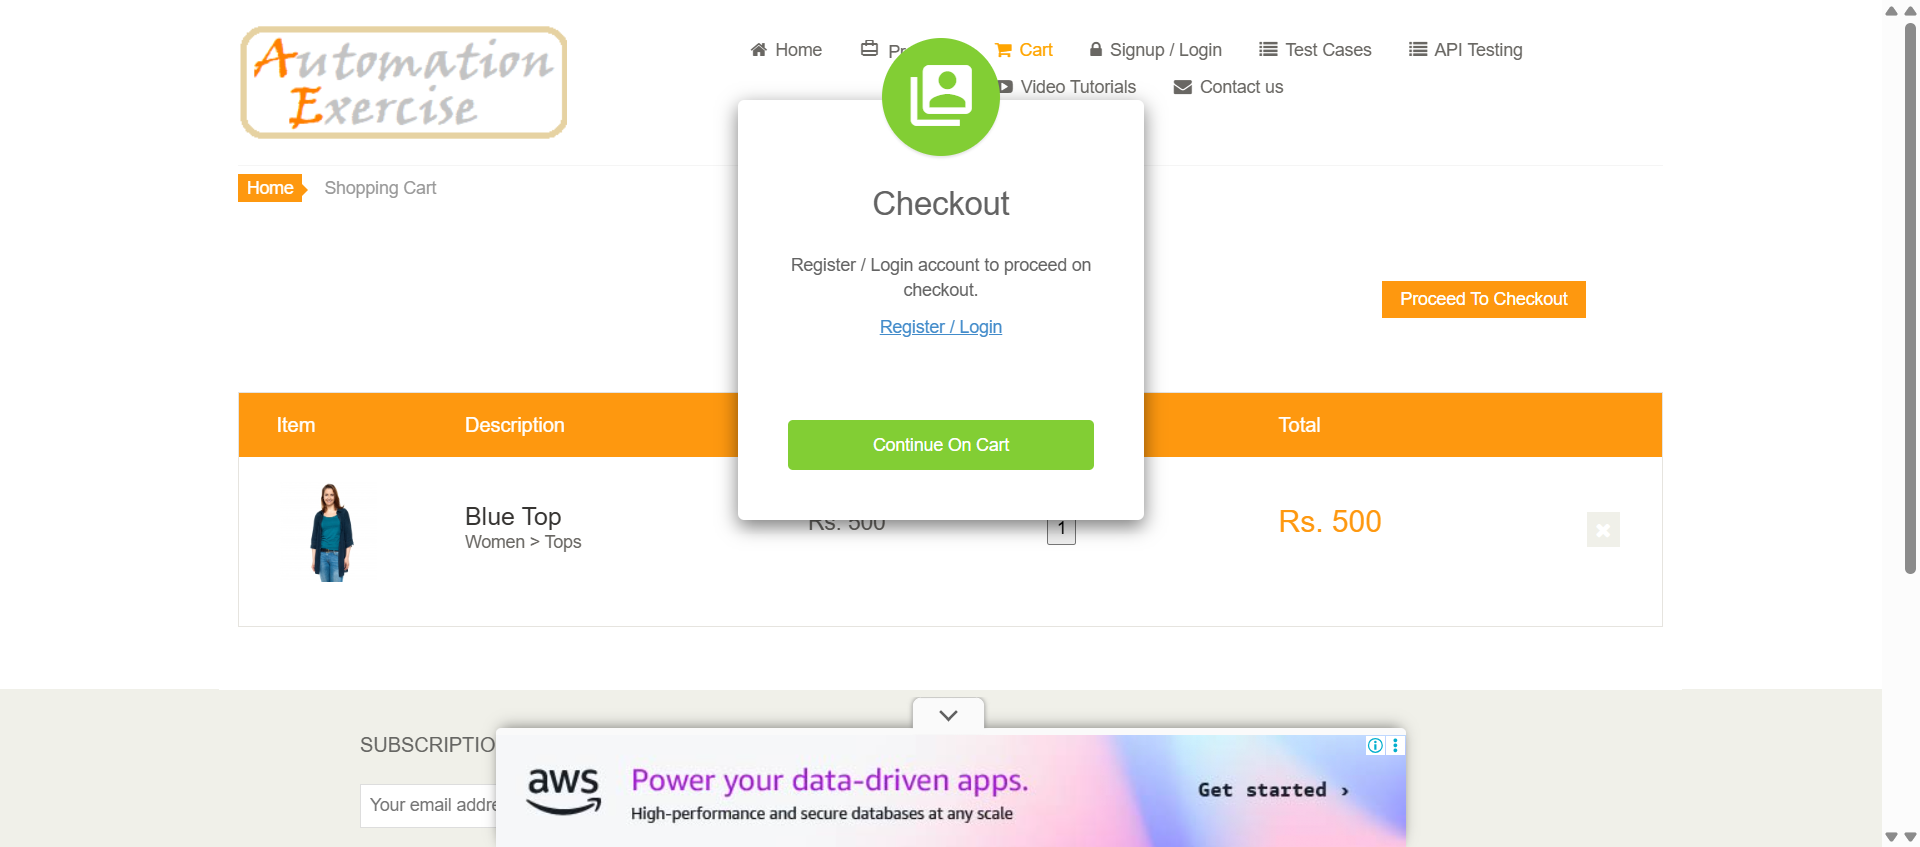 Automation
Exercise
Home
Cart
Signup / Login
Test Cases
API Testing
Video Tutorials
Contact us
Home
Shopping Cart
Checkout
Register / Login account to proceed on
checkout.
Register / Login
Continue On Cart
Proceed To Checkout
Item
Description
Total
Blue Top
Women > Tops
Rs. 500
1
Rs. 500
SUBSCRIPTIO
Your email addre
aws
Power your data-driven apps.
High-performance and secure databases at any scale
Get started ›